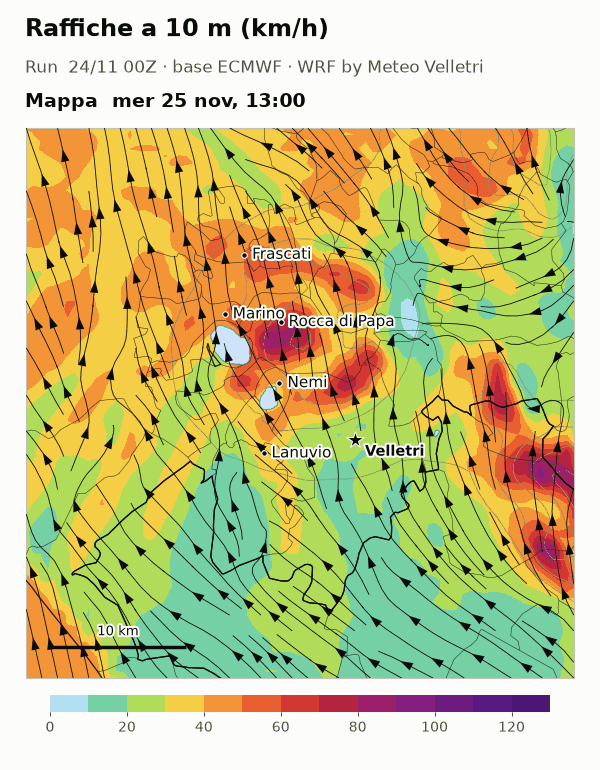 Raffiche a 10 m (km/h)
Run  24/11 00Z · base ECMWF · WRF by Meteo Velletri
Mappa  mer 25 nov, 13:00
Frascati
Marino
Rocca di Papa
Nemi
Lanuvio
Velletri
10 km
0 20 40 60 80 100 120